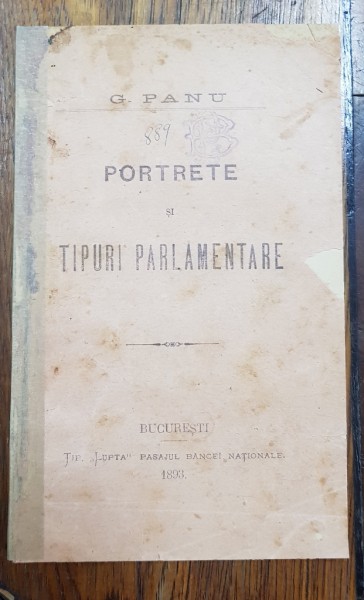 G. PANU
889
PORTRETE
ȘI
TIPURI PARLAMENTARE
BUCUREȘTI
TIP. „LUPTA” PASAJUL BĂNCEI NAȚIONALE.
1893.